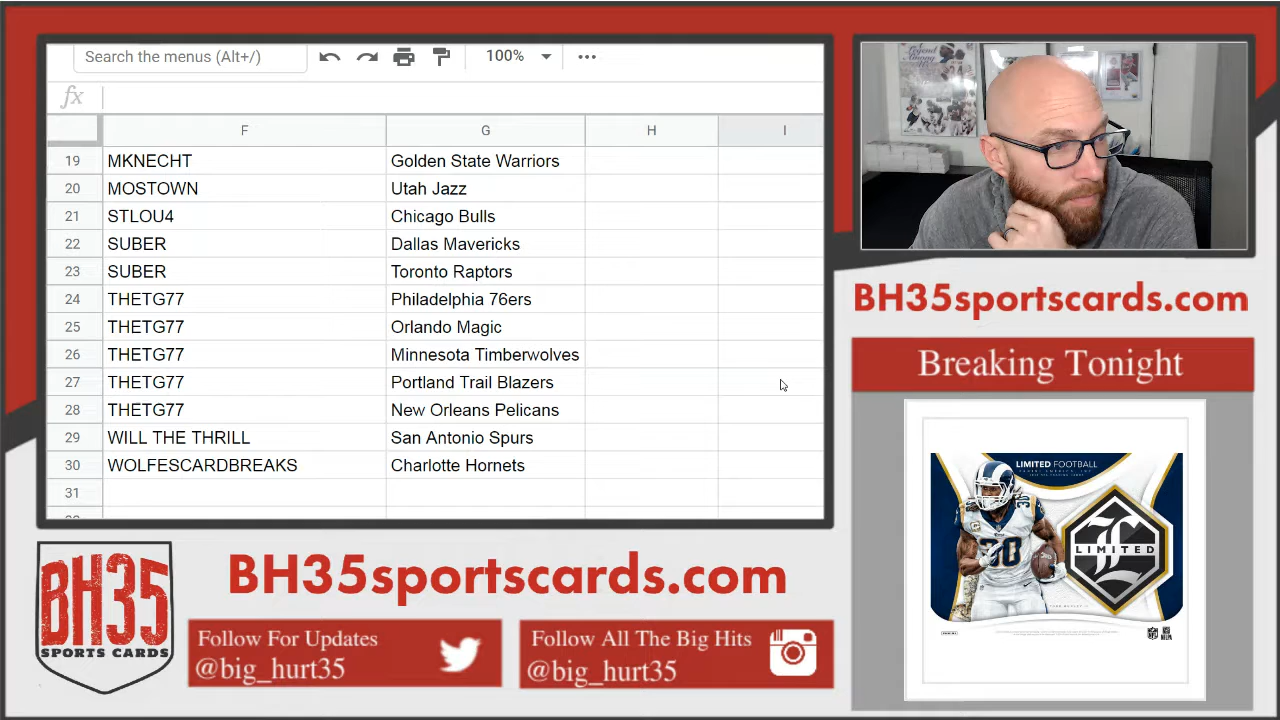 Search the menus (Alt+/)
100%
fx
F G H I
19 MKNECHT Golden State Warriors
20 MOSTOWN Utah Jazz
21 STLOU4 Chicago Bulls
22 SUBER Dallas Mavericks
23 SUBER Toronto Raptors
24 THETG77 Philadelphia 76ers
25 THETG77 Orlando Magic
26 THETG77 Minnesota Timberwolves
27 THETG77 Portland Trail Blazers
28 THETG77 New Orleans Pelicans
29 WILL THE THRILL San Antonio Spurs
30 WOLFESCARDBREAKS Charlotte Hornets
31
BH35sportscards.com
Breaking Tonight
LIMITED FOOTBALL
30
L
LIMITED
BH35
SPORTS CARDS
BH35sportscards.com
Follow For Updates
@big_hurt35
Follow All The Big Hits
@big_hurt35